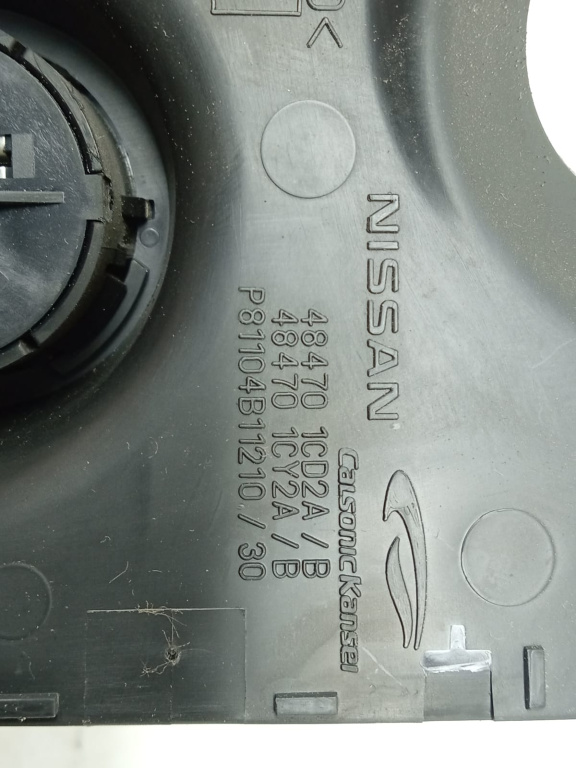 NISSAN
CalsonicKansei
48470 1CD2A / B
48470 1CY2A / B
P81104B11210 / 30